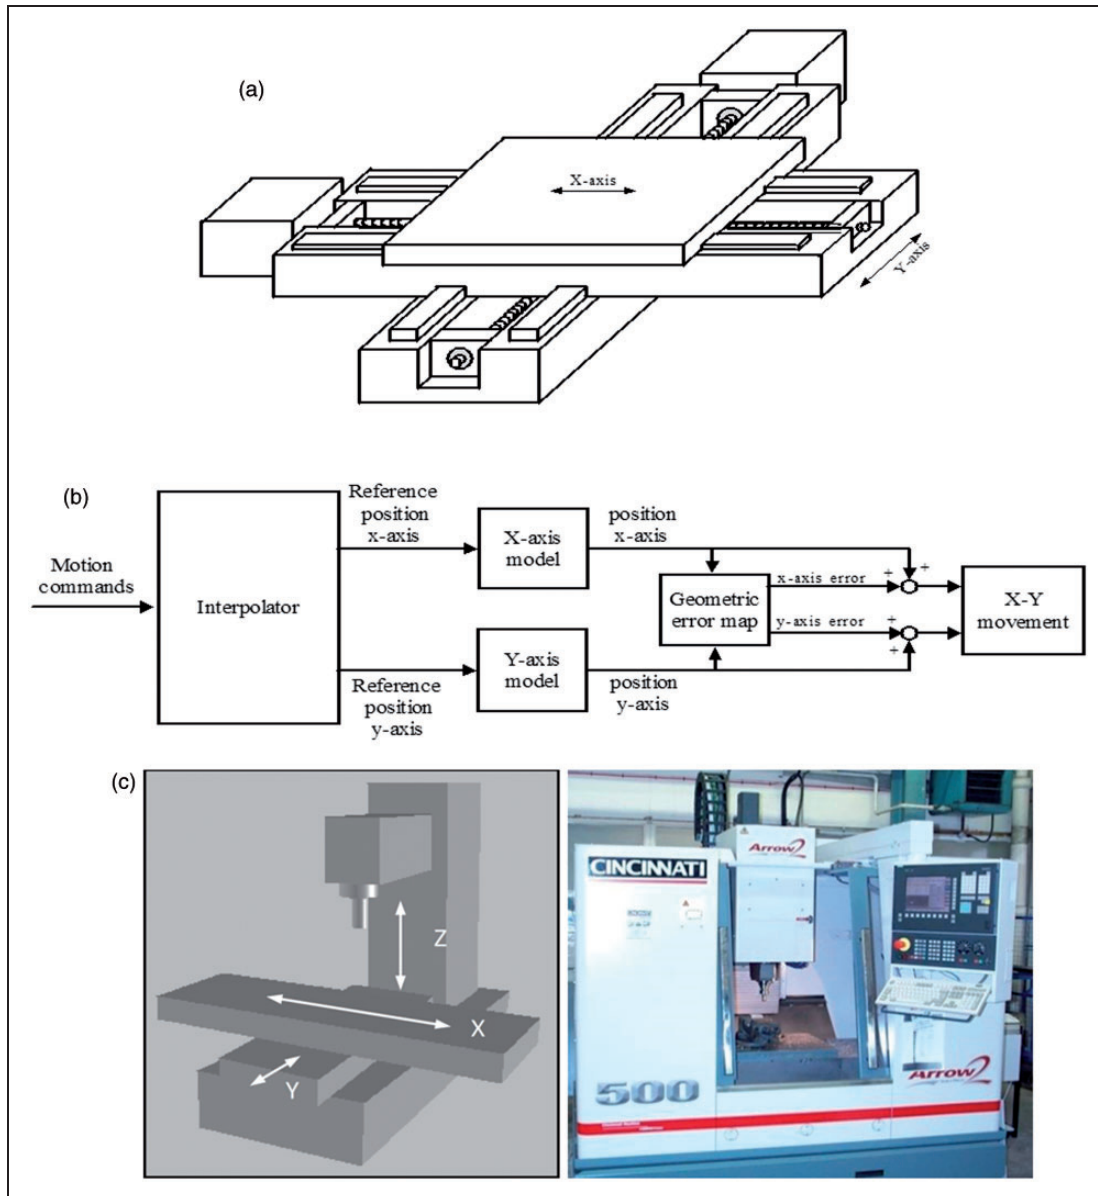 (a)
X-axis
Y-axis
(b)
Motion
commands
Interpolator
Reference
position
x-axis
X-axis
model
position
x-axis
Geometric
error map
x-axis error
y-axis error
+
+
+
+
X-Y
movement
Reference
position
y-axis
Y-axis
model
position
y-axis
(c)
Z
X
Y
CINCINNATI
Arrow2
500
Arrow2